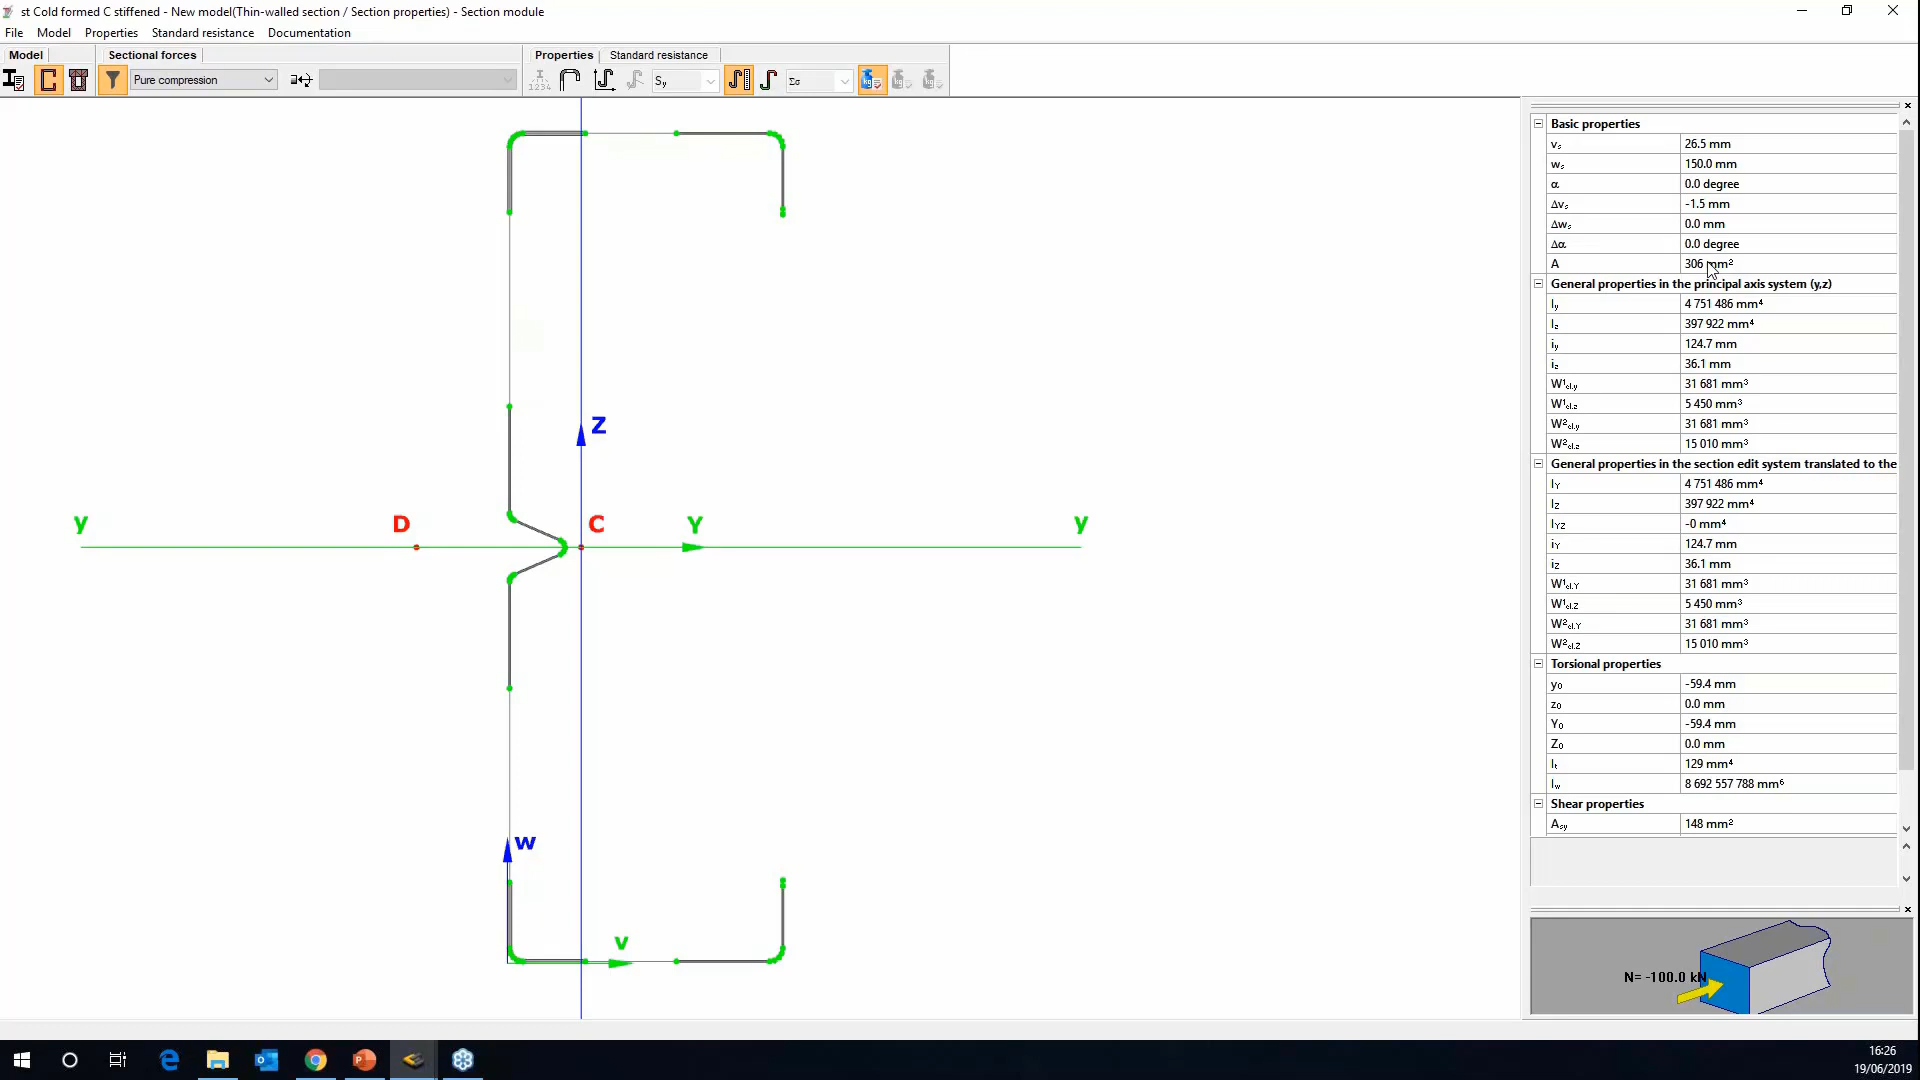 st Cold formed C stiffened - New model(Thin-walled section / Section properties) - Section module
File Model Properties Standard resistance Documentation
Model Sectional forces Properties Standard resistance
Pure compression 1234 Sy Σσ kg kg kg
Basic properties
vs 26.5 mm
ws 150.0 mm
α 0.0 degree
Δvs -1.5 mm
Δws 0.0 mm
Δα 0.0 degree
A 306 mm²
General properties in the principal axis system (y,z)
Iy 4 751 486 mm⁴
Iz 397 922 mm⁴
iy 124.7 mm
iz 36.1 mm
W¹el.y 31 681 mm³
W¹el.z 5 450 mm³
W²el.y 31 681 mm³
W²el.z 15 010 mm³
General properties in the section edit system translated to the
IY 4 751 486 mm⁴
IZ 397 922 mm⁴
IYZ -0 mm⁴
iY 124.7 mm
iZ 36.1 mm
W¹el.Y 31 681 mm³
W¹el.Z 5 450 mm³
W²el.Y 31 681 mm³
W²el.Z 15 010 mm³
Torsional properties
y₀ -59.4 mm
z₀ 0.0 mm
Y₀ -59.4 mm
Z₀ 0.0 mm
It 129 mm⁴
Iw 8 692 557 788 mm⁶
Shear properties
Asy 148 mm²
Z
y D C Y y
w
v
N= -100.0 kN
16:26
19/06/2019